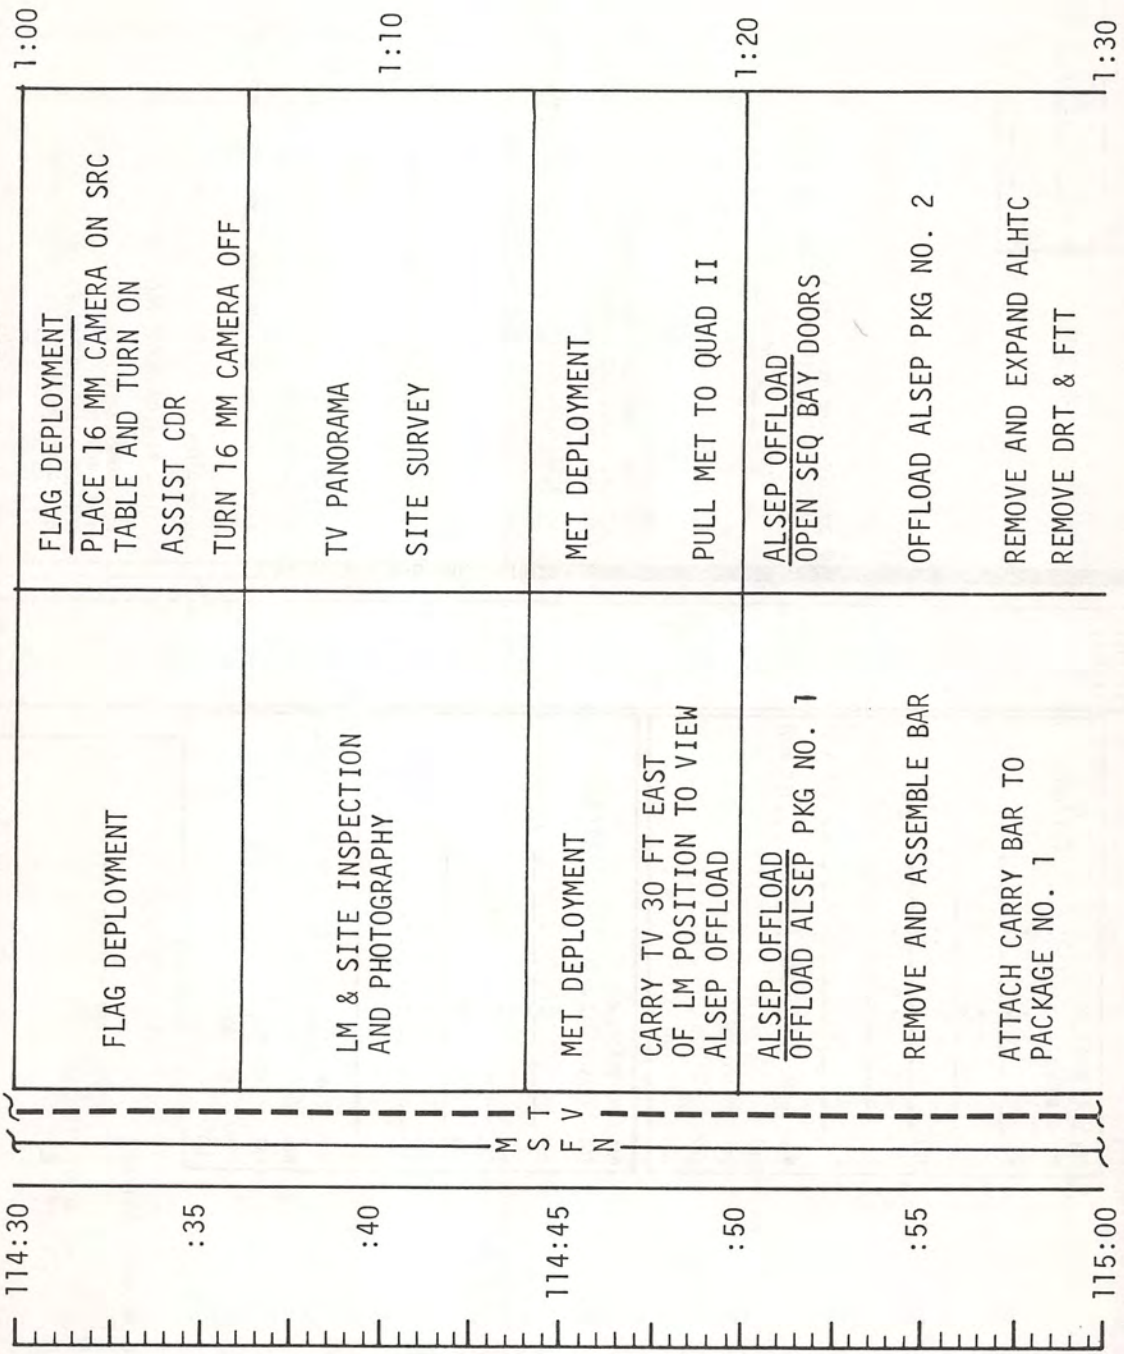 114:30
:35
:40
114:45
:50
:55
115:00
M
S
F
N
T
V
FLAG DEPLOYMENT
LM & SITE INSPECTION
AND PHOTOGRAPHY
MET DEPLOYMENT
CARRY TV 30 FT EAST
OF LM POSITION TO VIEW
ALSEP OFFLOAD
ALSEP OFFLOAD
OFFLOAD ALSEP PKG NO. 1
REMOVE AND ASSEMBLE BAR
ATTACH CARRY BAR TO
PACKAGE NO. 1
FLAG DEPLOYMENT
PLACE 16 MM CAMERA ON SRC
TABLE AND TURN ON
ASSIST CDR
TURN 16 MM CAMERA OFF
TV PANORAMA
SITE SURVEY
MET DEPLOYMENT
PULL MET TO QUAD II
ALSEP OFFLOAD
OPEN SEQ BAY DOORS
OFFLOAD ALSEP PKG NO. 2
REMOVE AND EXPAND ALHTC
REMOVE DRT & FTT
1:00
1:10
1:20
1:30